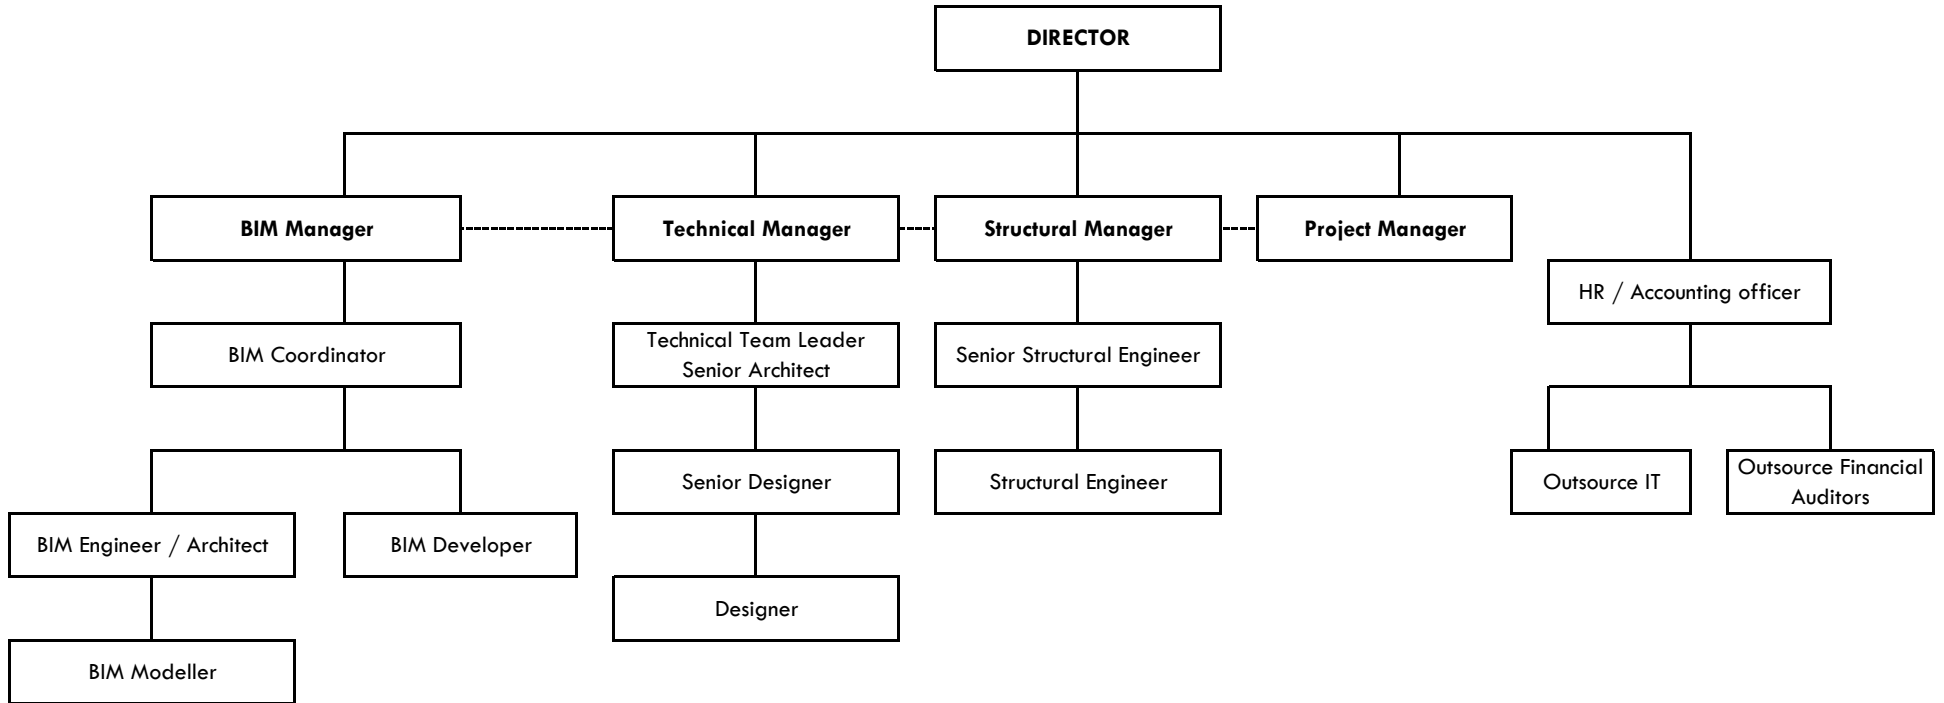 DIRECTOR
BIM Manager
Technical Manager
Structural Manager
Project Manager
HR / Accounting officer
BIM Coordinator
Technical Team Leader
Senior Architect
Senior Structural Engineer
Senior Designer
Structural Engineer
Outsource IT
Outsource Financial
Auditors
BIM Engineer / Architect
BIM Developer
Designer
BIM Modeller